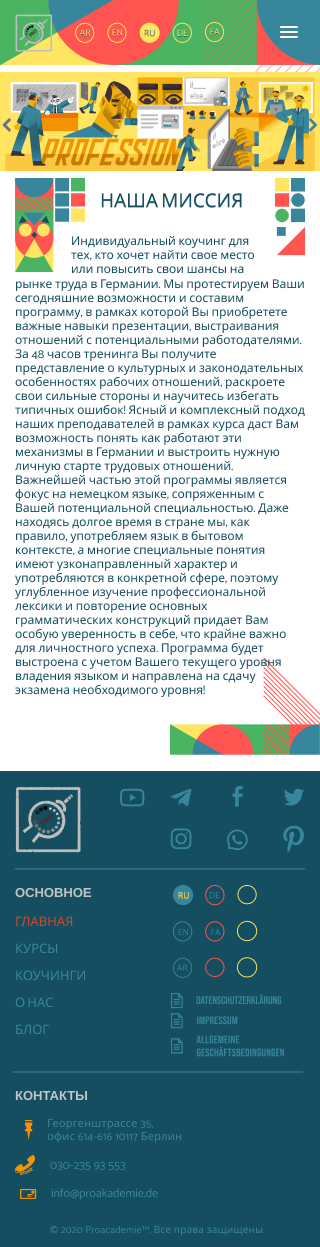 AR EN RU DE FA
PROFESSION
НАША МИССИЯ
Индивидуальный коучинг для
тех, кто хочет найти свое место
или повысить свои шансы на
рынке труда в Германии. Мы протестируем Ваши
сегодняшние возможности и составим
программу, в рамках которой Вы приобретете
важные навыки презентации, выстраивания
отношений с потенциальными работодателями.
За 48 часов тренинга Вы получите
представление о культурных и законодательных
особенностях рабочих отношений, раскроете
свои сильные стороны и научитесь избегать
типичных ошибок! Ясный и комплексный подход
наших преподавателей в рамках курса даст Вам
возможность понять как работают эти
механизмы в Германии и выстроить нужную
личную старте трудовых отношений.
Важнейшей частью этой программы является
фокус на немецком языке, сопряженным с
Вашей потенциальной специальностью. Даже
находясь долгое время в стране мы, как
правило, употребляем язык в бытовом
контексте, а многие специальные понятия
имеют узконаправленный характер и
употребляются в конкретной сфере, поэтому
углубленное изучение профессиональной
лексики и повторение основных
грамматических конструкций придает Вам
особую уверенность в себе, что крайне важно
для личностного успеха. Программа будет
выстроена с учетом Вашего текущего уровня
владения языком и направлена на сдачу
экзамена необходимого уровня!
ОСНОВНОЕ
ГЛАВНАЯ
КУРСЫ
КОУЧИНГИ
О НАС
БЛОГ
RU DE
EN FA
AR
DATENSCHUTZERKLÄHUNG
IMPRESSUM
ALLGEMEINE
GESCHÄFTSBEDINGUNGEN
КОНТАКТЫ
Георгенштрассе 35,
офис 614-616 10117 Берлин
030-235 93 553
info@proakademie.de
© 2020 Proacademie™. Все права защищены.